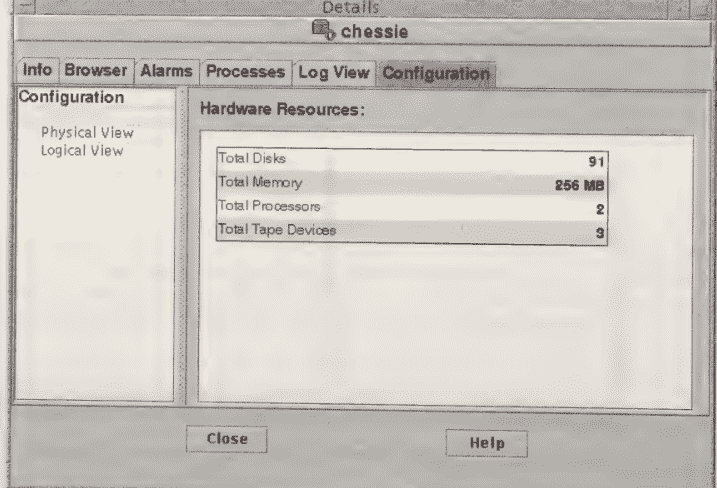 Details
chessie
Info Browser Alarms Processes Log View Configuration
Configuration
Physical View
Logical View
Hardware Resources:
Total Disks 91
Total Memory 256 MB
Total Processors 2
Total Tape Devices 3
Close Help